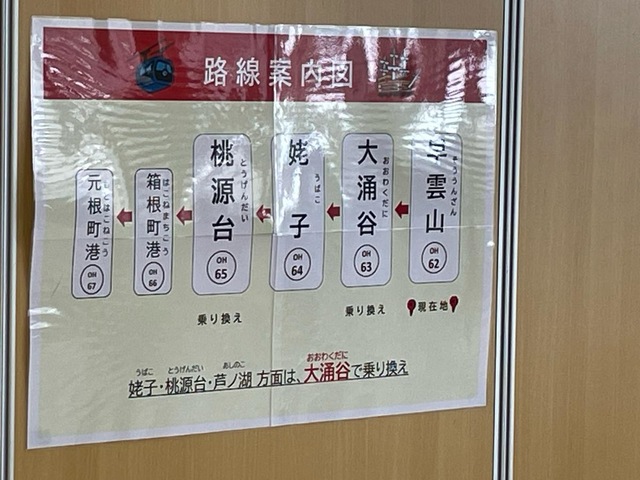 路線案内図
早雲山
そううんざん
OH
62
現在地
大涌谷
おおわくだに
OH
63
乗り換え
姥子
うばこ
OH
64
桃源台
とうげんだい
OH
65
乗り換え
箱根町港
はこねまちこう
OH
66
元根町港
もとはこねこう
OH
67
うばこ とうげんだい あしのこ おおわくだに
姥子・桃源台・芦ノ湖 方面は、大涌谷で乗り換え